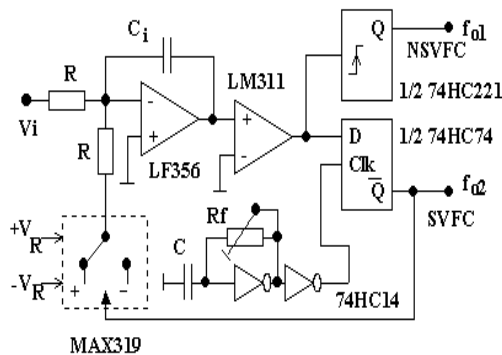 C i
Q
f o1
NSVFC
1/2 74HC221
R
Vi
-
+
LF356
LM311
+
-
R
D
Clk
Q
1/2 74HC74
f o2
SVFC
+V R
-V R
+
-
C
Rf
74HC14
MAX319